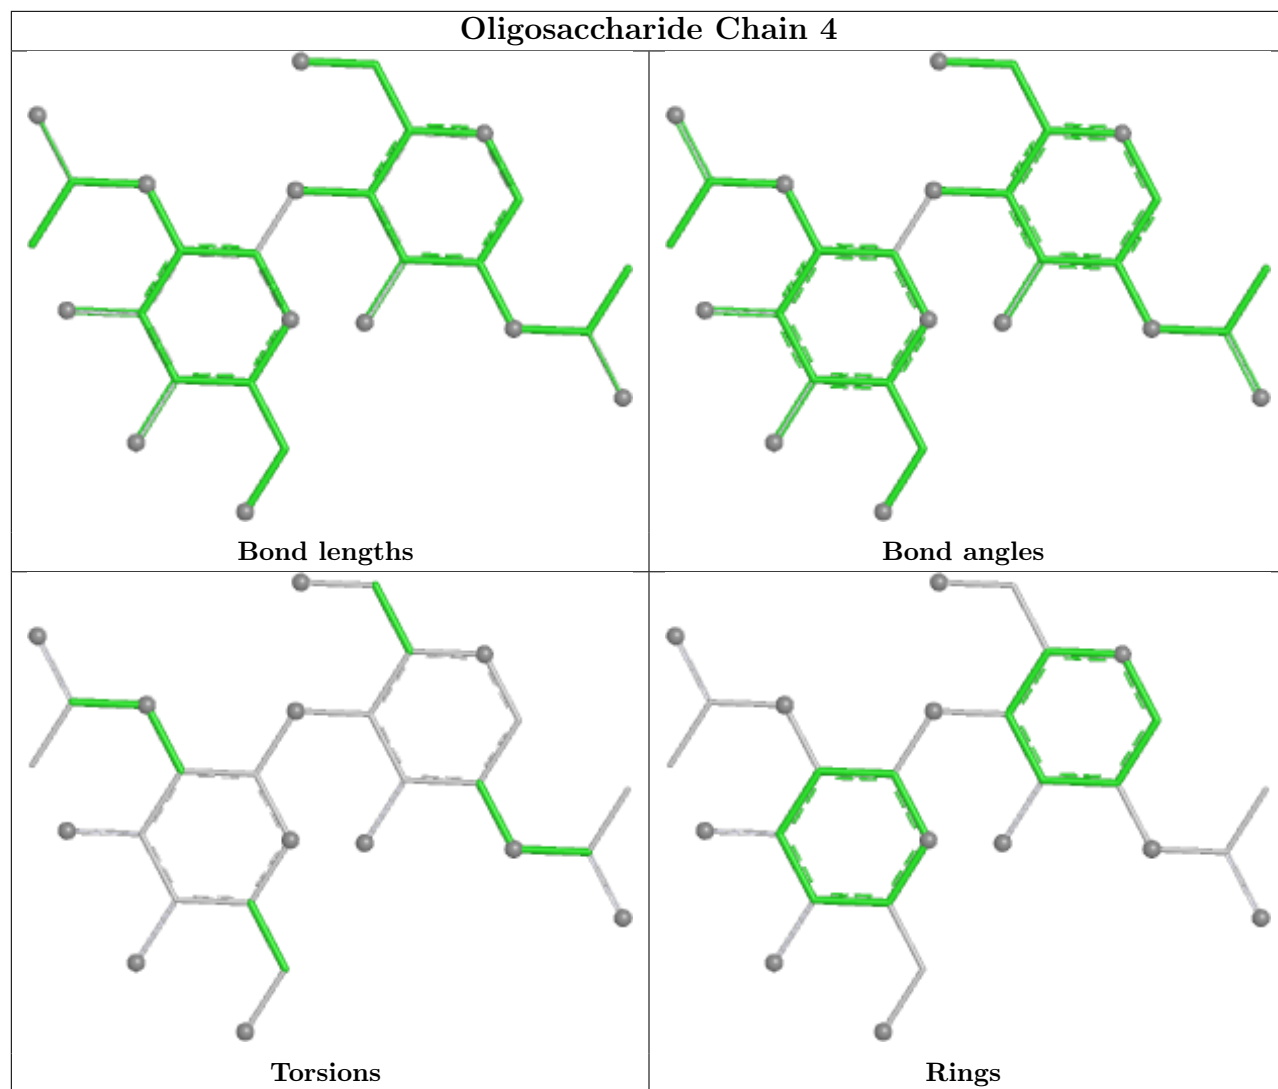 Oligosaccharide Chain 4
Bond lengths
Bond angles
Torsions
Rings